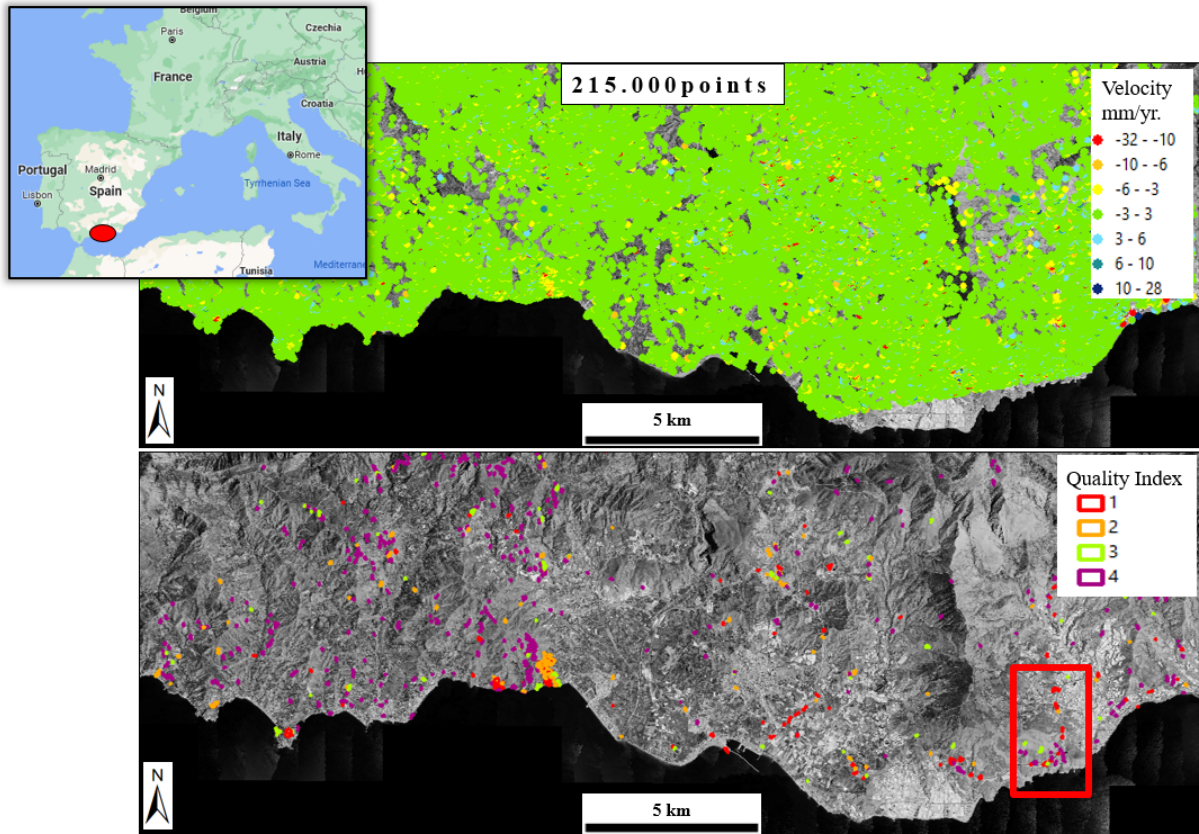 Belgium
Paris
Czechia
France
Austria
Croatia
Italy
Rome
Portugal
Madrid
Spain
Lisbon
Tyrrhenian Sea
Tunisia
Mediterrane
215.000points
Velocity
mm/yr.
-32 - -10
-10 - -6
-6 - -3
-3 - 3
3 - 6
6 - 10
10 - 28
N
5 km
Quality Index
1
2
3
4
N
5 km